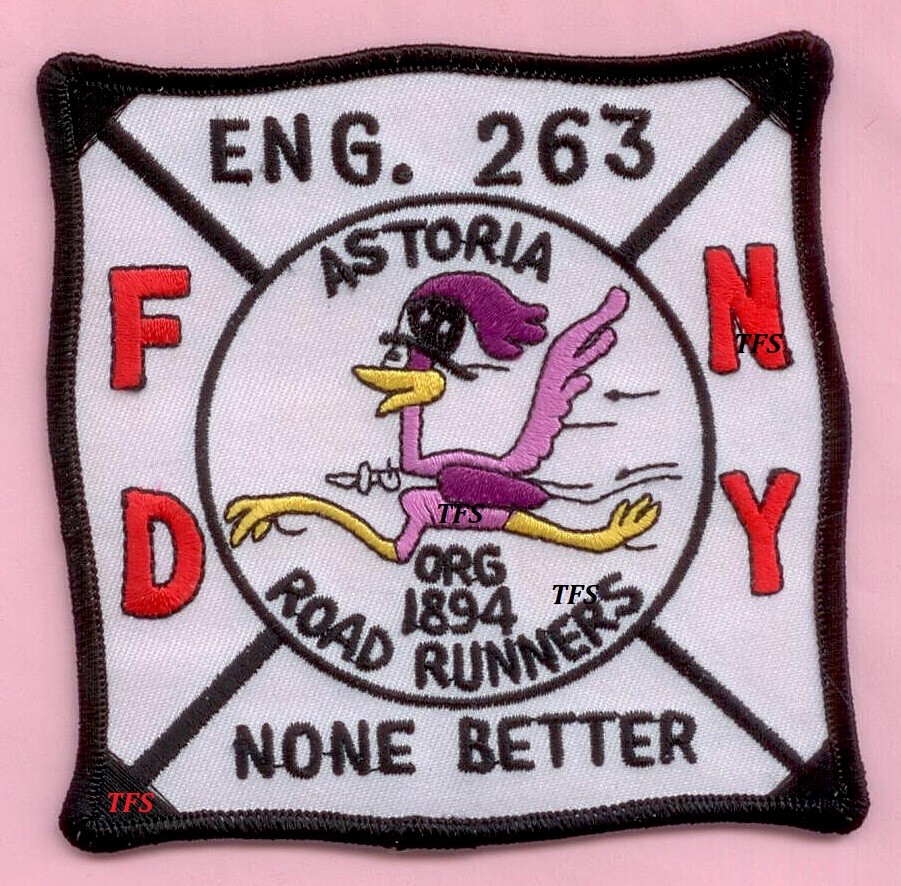 ENG. 263
ASTORIA
F
D
N
Y
TFS
TFS
ORG
1894
TFS
ROAD RUNNERS
NONE BETTER
TFS